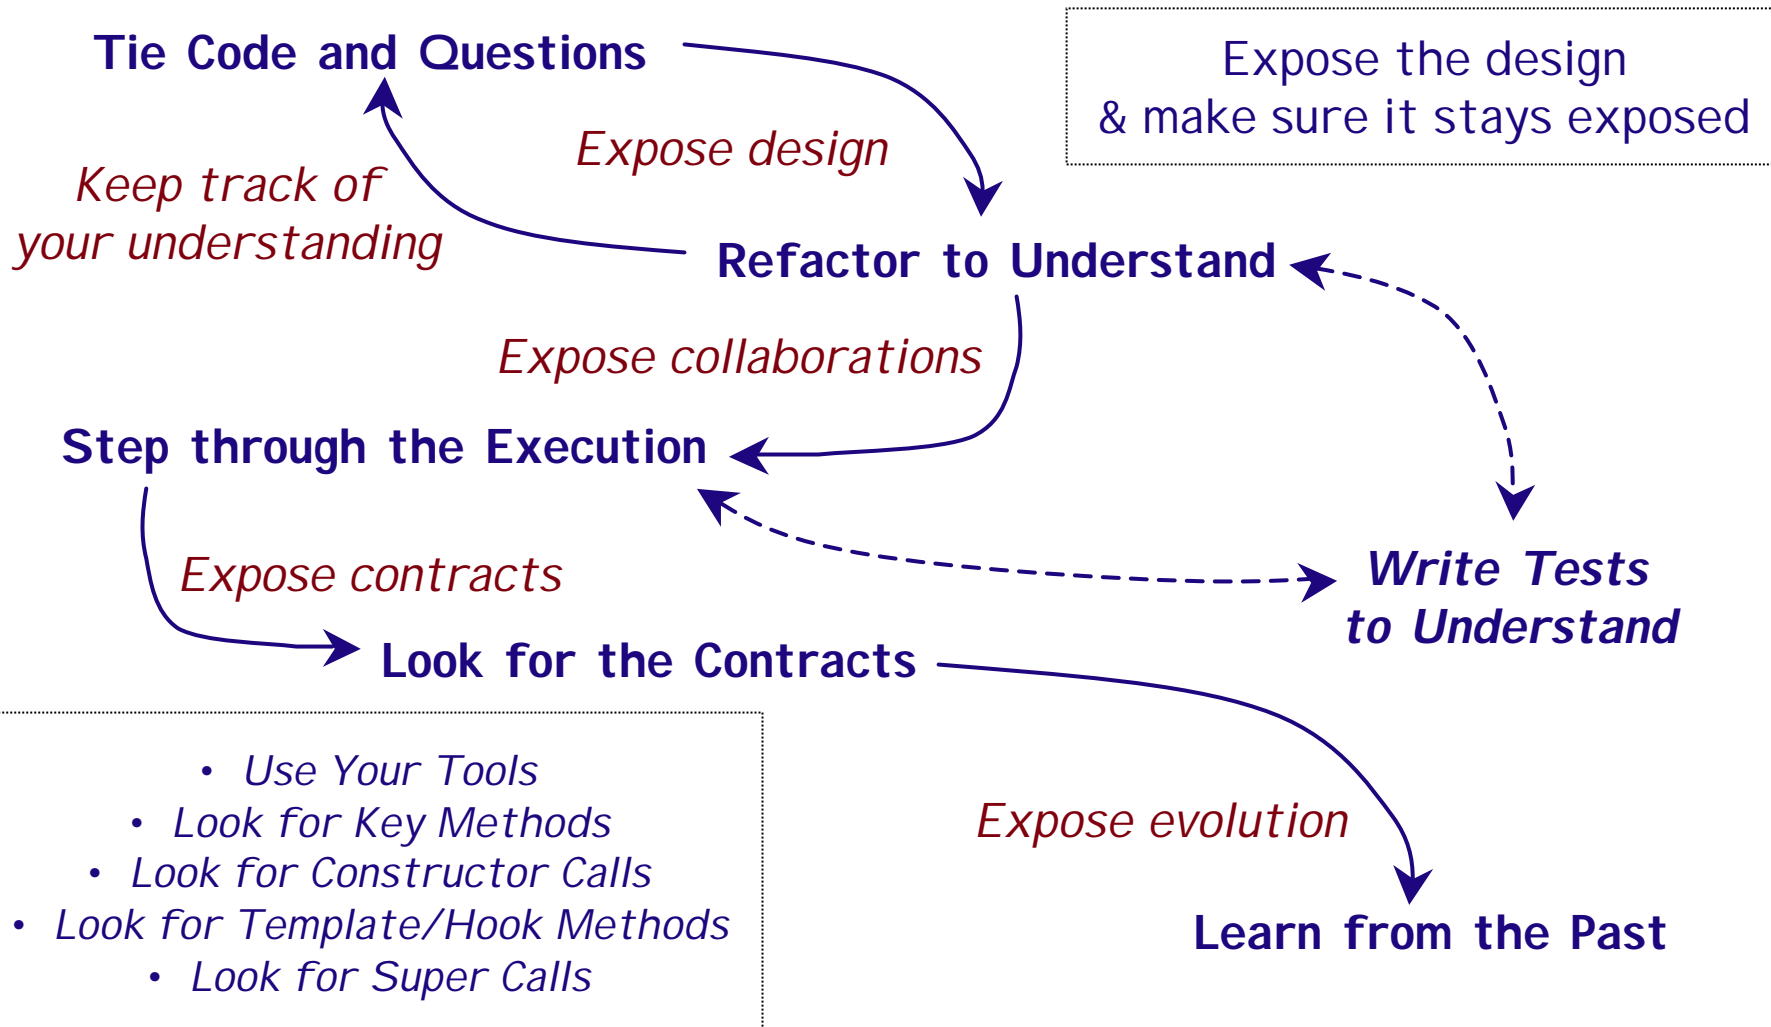 Tie Code and Questions
Expose the design
& make sure it stays exposed
Expose design
Keep track of
your understanding
Refactor to Understand
Expose collaborations
Step through the Execution
Expose contracts
Write Tests
to Understand
Look for the Contracts
• Use Your Tools
• Look for Key Methods
• Look for Constructor Calls
• Look for Template/Hook Methods
• Look for Super Calls
Expose evolution
Learn from the Past